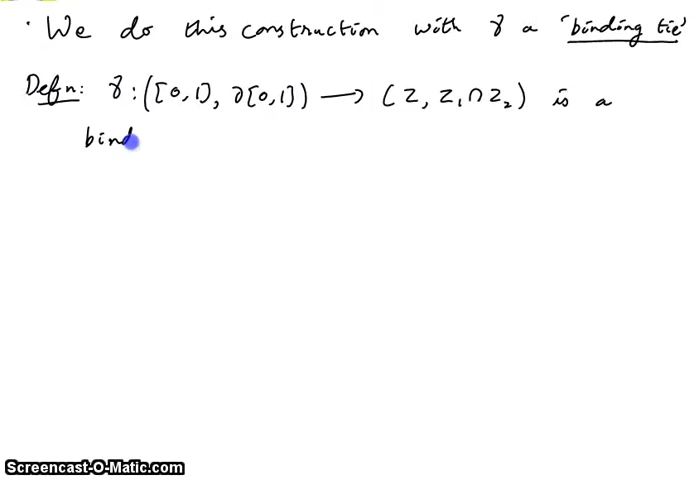 · We do this construction with γ a 'binding tie'
Defn: γ : ([0,1], ∂[0,1]) ⟶ (Z, Z₁∩Z₂) is a
bind
Screencast-O-Matic.com